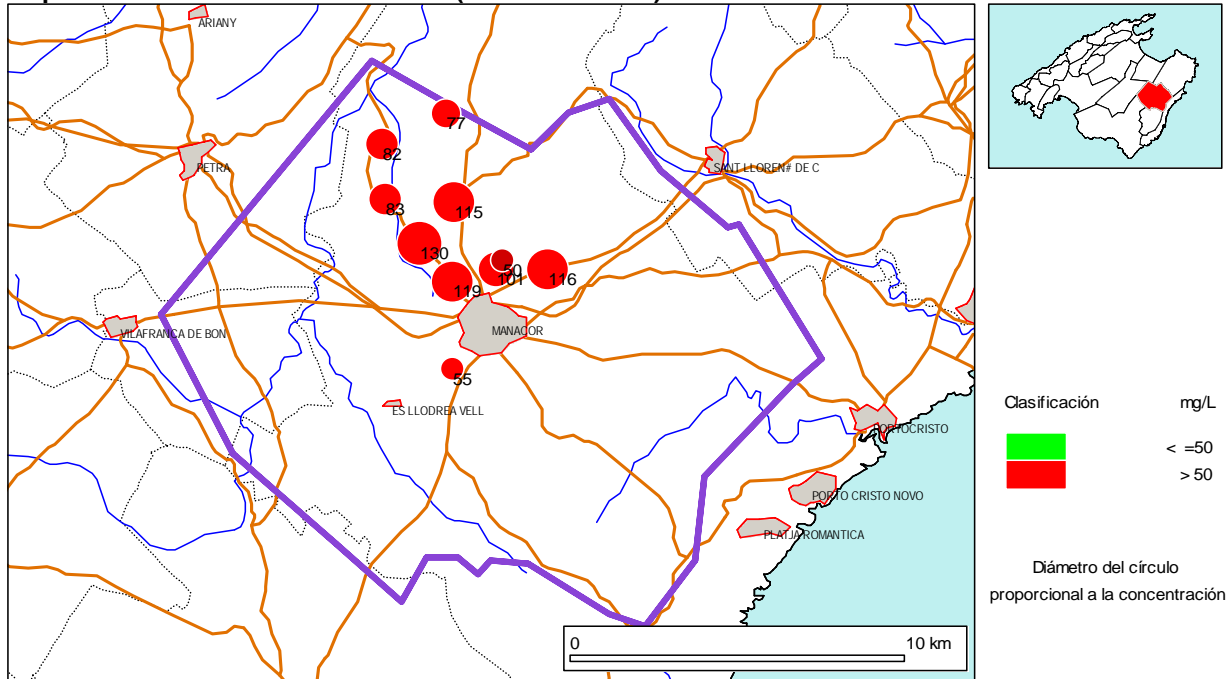 ARIANY
77
82
PETRA
SANT LLOREN# DE C
83
115
130
50
101
116
119
MANACOR
VILAFRANCA DE BON
55
ES LLODREA VELL
PORTOCRISTO
PORTO CRISTO NOVO
PLATJA ROMANTICA
0
10 km
Clasificación mg/L
< =50
> 50
Diámetro del círculo
proporcional a la concentración